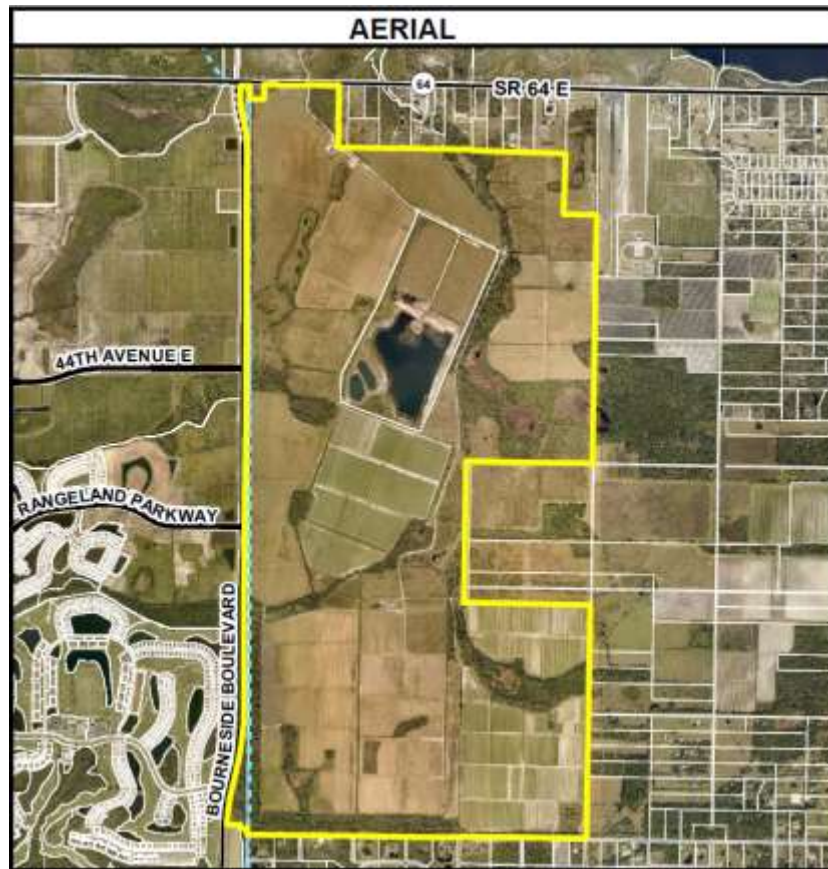 AERIAL
64
SR 64 E
44TH AVENUE E
RANGELAND PARKWAY
BOURNESIDE BOULEVARD